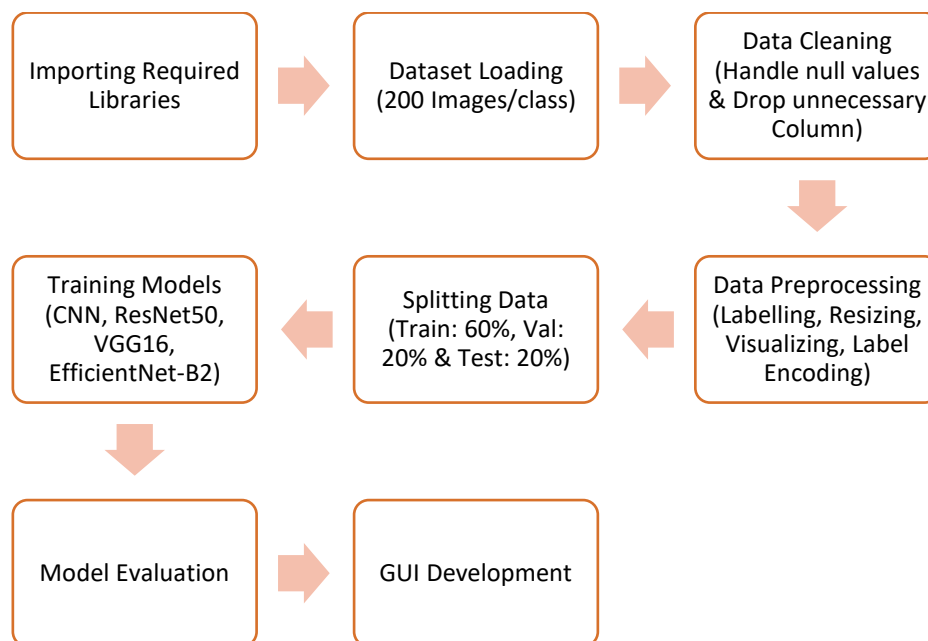 Importing Required
Libraries
Dataset Loading
(200 Images/class)
Data Cleaning
(Handle null values
& Drop unnecessary
Column)
Data Preprocessing
(Labelling, Resizing,
Visualizing, Label
Encoding)
Splitting Data
(Train: 60%, Val:
20% & Test: 20%)
Training Models
(CNN, ResNet50,
VGG16,
EfficientNet-B2)
Model Evaluation
GUI Development